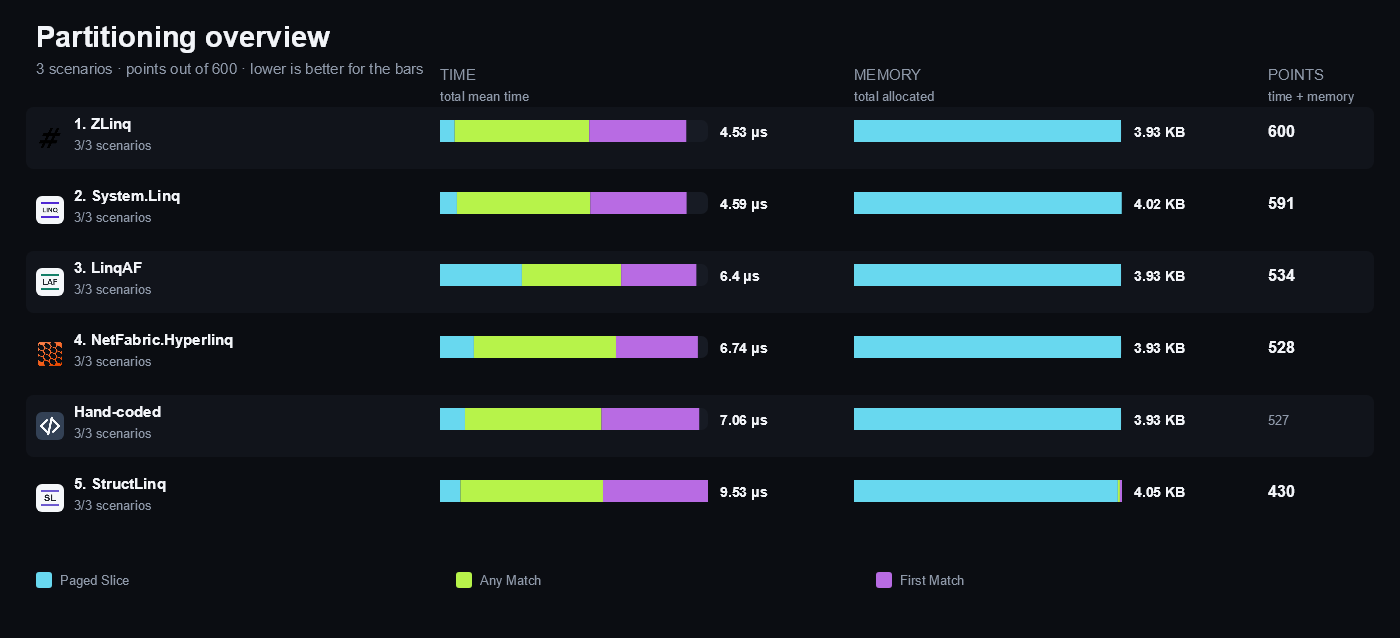 Partitioning overview
3 scenarios · points out of 600 · lower is better for the bars
TIME
total mean time
MEMORY
total allocated
POINTS
time + memory
#
1. ZLinq
3/3 scenarios
4.53 µs
3.93 KB
600
LINQ
2. System.Linq
3/3 scenarios
4.59 µs
4.02 KB
591
LAF
3. LinqAF
3/3 scenarios
6.4 µs
3.93 KB
534
4. NetFabric.Hyperlinq
3/3 scenarios
6.74 µs
3.93 KB
528
</>
Hand-coded
3/3 scenarios
7.06 µs
3.93 KB
527
SL
5. StructLinq
3/3 scenarios
9.53 µs
4.05 KB
430
Paged Slice
Any Match
First Match